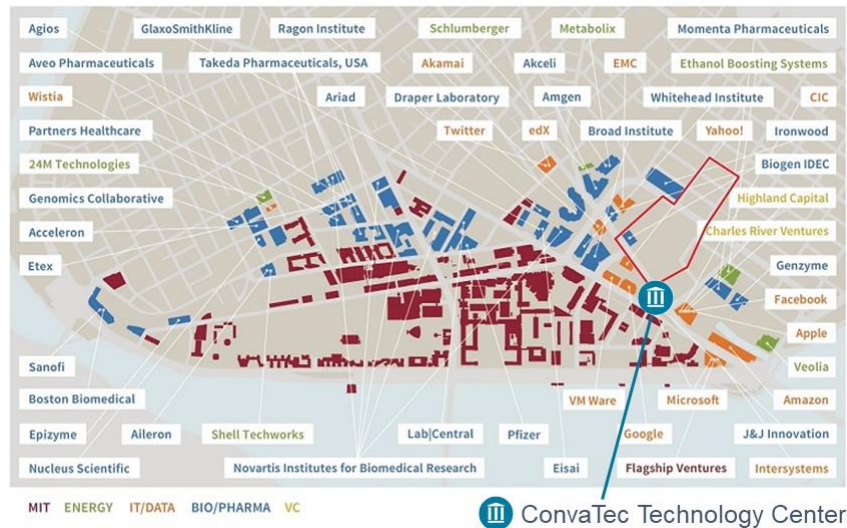 Agios GlaxoSmithKline Ragon Institute Schlumberger Metabolix Momenta Pharmaceuticals
Aveo Pharmaceuticals Takeda Pharmaceuticals, USA Akamai Akceli EMC Ethanol Boosting Systems
Wistia Ariad Draper Laboratory Amgen Whitehead Institute CIC
Partners Healthcare Twitter edX Broad Institute Yahoo! Ironwood
24M Technologies Biogen IDEC
Genomics Collaborative Highland Capital
Acceleron Charles River Ventures
Etex Genzyme
Facebook
Apple
Sanofi Veolia
Boston Biomedical VM Ware Microsoft Amazon
Epizyme Aileron Shell Techworks Lab|Central Pfizer Google J&J Innovation
Nucleus Scientific Novartis Institutes for Biomedical Research Eisai Flagship Ventures Intersystems
MIT ENERGY IT/DATA BIO/PHARMA VC
ConvaTec Technology Center